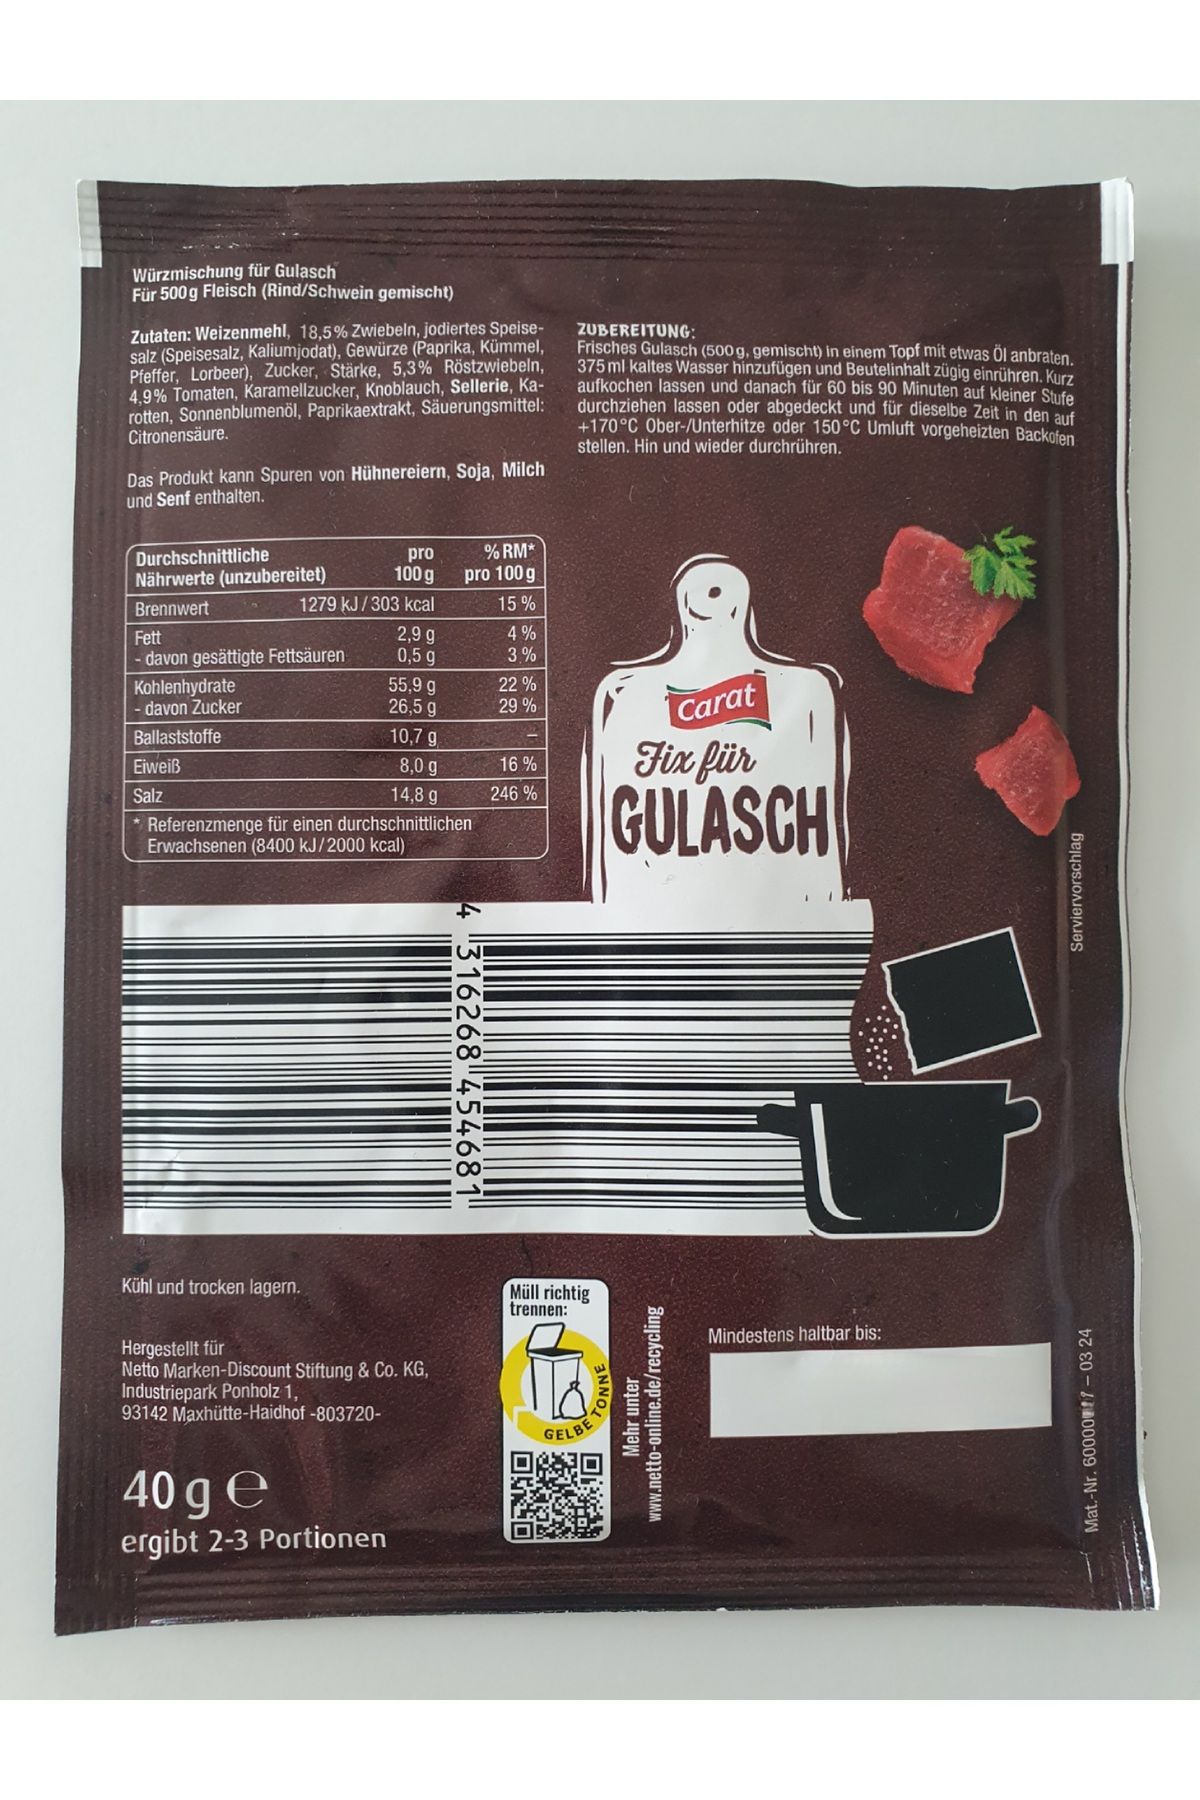 Würzmischung für Gulasch
Für 500 g Fleisch (Rind/Schwein gemischt)
Zutaten: Weizenmehl, 18,5% Zwiebeln, jodiertes Speise-
salz (Speisesalz, Kaliumjodat), Gewürze (Paprika, Kümmel,
Pfeffer, Lorbeer), Zucker, Stärke, 5,3% Röstzwiebeln,
4,9% Tomaten, Karamellzucker, Knoblauch, Sellerie, Ka-
rotten, Sonnenblumenöl, Paprikaextrakt, Säuerungsmittel:
Citronensäure.
Das Produkt kann Spuren von Hühnereiern, Soja, Milch
und Senf enthalten.
ZUBEREITUNG:
Frisches Gulasch (500 g, gemischt) in einem Topf mit etwas Öl anbraten.
375 ml kaltes Wasser hinzufügen und Beutelinhalt zügig einrühren. Kurz
aufkochen lassen und danach für 60 bis 90 Minuten auf kleiner Stufe
durchziehen lassen oder abgedeckt und für dieselbe Zeit in den auf
+170°C Ober-/Unterhitze oder 150°C Umluft vorgeheizten Backofen
stellen. Hin und wieder durchrühren.
Durchschnittliche pro % RM*
Nährwerte (unzubereitet) 100 g pro 100 g
Brennwert 1279 kJ / 303 kcal 15 %
Fett 2,9 g 4 %
- davon gesättigte Fettsäuren 0,5 g 3 %
Kohlenhydrate 55,9 g 22 %
- davon Zucker 26,5 g 29 %
Ballaststoffe 10,7 g –
Eiweiß 8,0 g 16 %
Salz 14,8 g 246 %
* Referenzmenge für einen durchschnittlichen
Erwachsenen (8400 kJ / 2000 kcal)
Carat
Fix für
GULASCH
Serviervorschlag
4 316268 454681
Kühl und trocken lagern.
Hergestellt für
Netto Marken-Discount Stiftung & Co. KG,
Industriepark Ponholz 1,
93142 Maxhütte-Haidhof -803720-
40 g e
ergibt 2-3 Portionen
Müll richtig
trennen:
GELBE TONNE
Mehr unter
www.netto-online.de/recycling
Mindestens haltbar bis:
Mat.-Nr. – 03 24